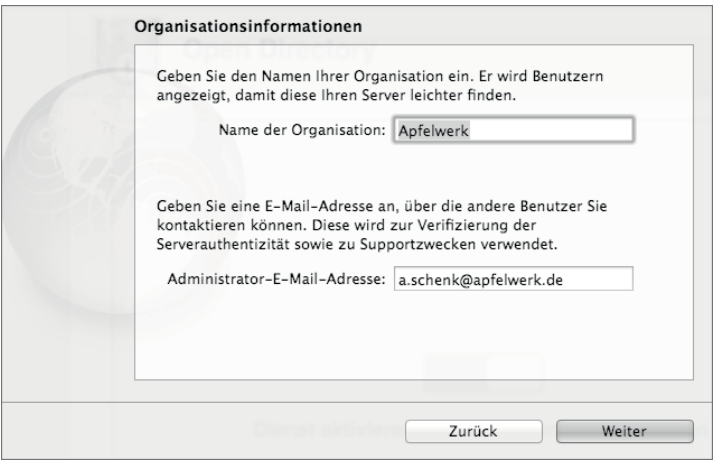 Organisationsinformationen
Open Directory
Geben Sie den Namen Ihrer Organisation ein. Er wird Benutzern
angezeigt, damit diese Ihren Server leichter finden.
Name der Organisation: Apfelwerk
Geben Sie eine E-Mail-Adresse an, über die andere Benutzer Sie
kontaktieren können. Diese wird zur Verifizierung der
Serverauthentizität sowie zu Supportzwecken verwendet.
Administrator-E-Mail-Adresse: a.schenk@apfelwerk.de
Zurück Weiter